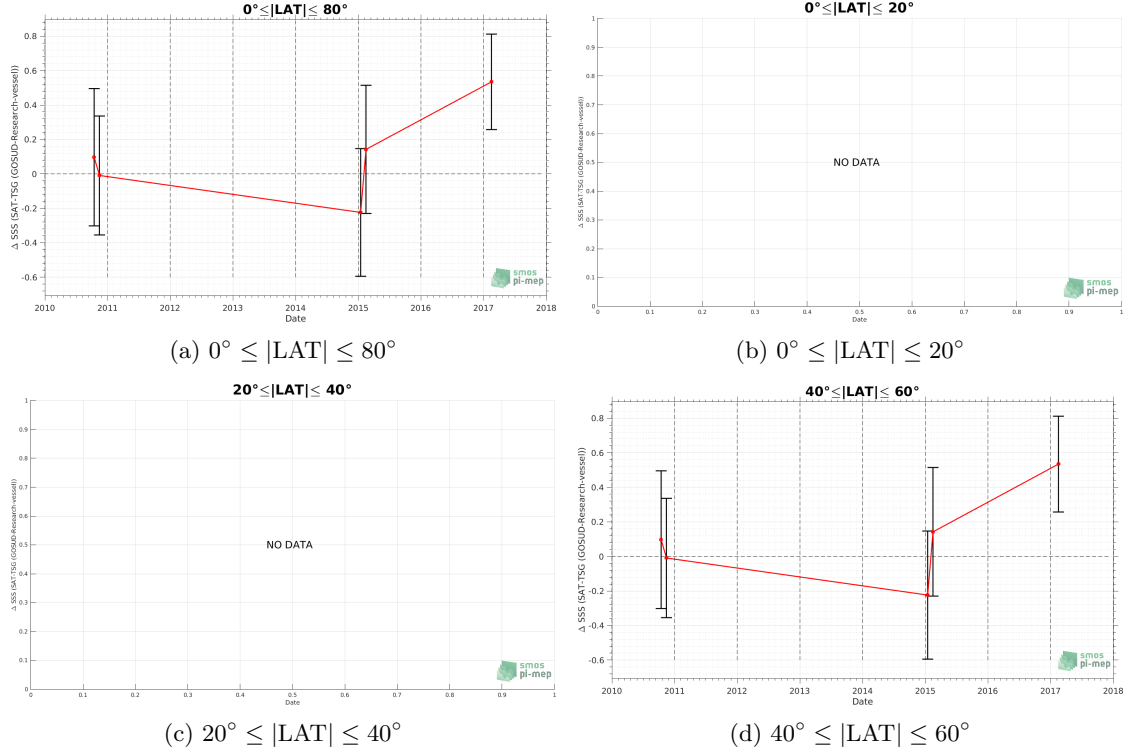 0°≤|LAT|≤ 80°
Δ SSS (SAT-TSG (GOSUD-Research-vessel))
0.8
0.6
0.4
0.2
0
-0.2
-0.4
-0.6
2010 2011 2012 2013 2014 2015 2016 2017 2018
Date
smos
pi-mep
(a) 0° ≤ |LAT| ≤ 80°
0°≤|LAT|≤ 20°
Δ SSS (SAT-TSG (GOSUD-Research-vessel))
1
0.9
0.8
0.7
0.6
0.5
0.4
0.3
0.2
0.1
0
NO DATA
0 0.1 0.2 0.3 0.4 0.5 0.6 0.7 0.8 0.9 1
Date
smos
pi-mep
(b) 0° ≤ |LAT| ≤ 20°
20°≤|LAT|≤ 40°
Δ SSS (SAT-TSG (GOSUD-Research-vessel))
1
0.9
0.8
0.7
0.6
0.5
0.4
0.3
0.2
0.1
0
NO DATA
0 0.1 0.2 0.3 0.4 0.5 0.6 0.7 0.8 0.9 1
Date
smos
pi-mep
(c) 20° ≤ |LAT| ≤ 40°
40°≤|LAT|≤ 60°
Δ SSS (SAT-TSG (GOSUD-Research-vessel))
0.8
0.6
0.4
0.2
0
-0.2
-0.4
-0.6
2010 2011 2012 2013 2014 2015 2016 2017 2018
Date
smos
pi-mep
(d) 40° ≤ |LAT| ≤ 60°